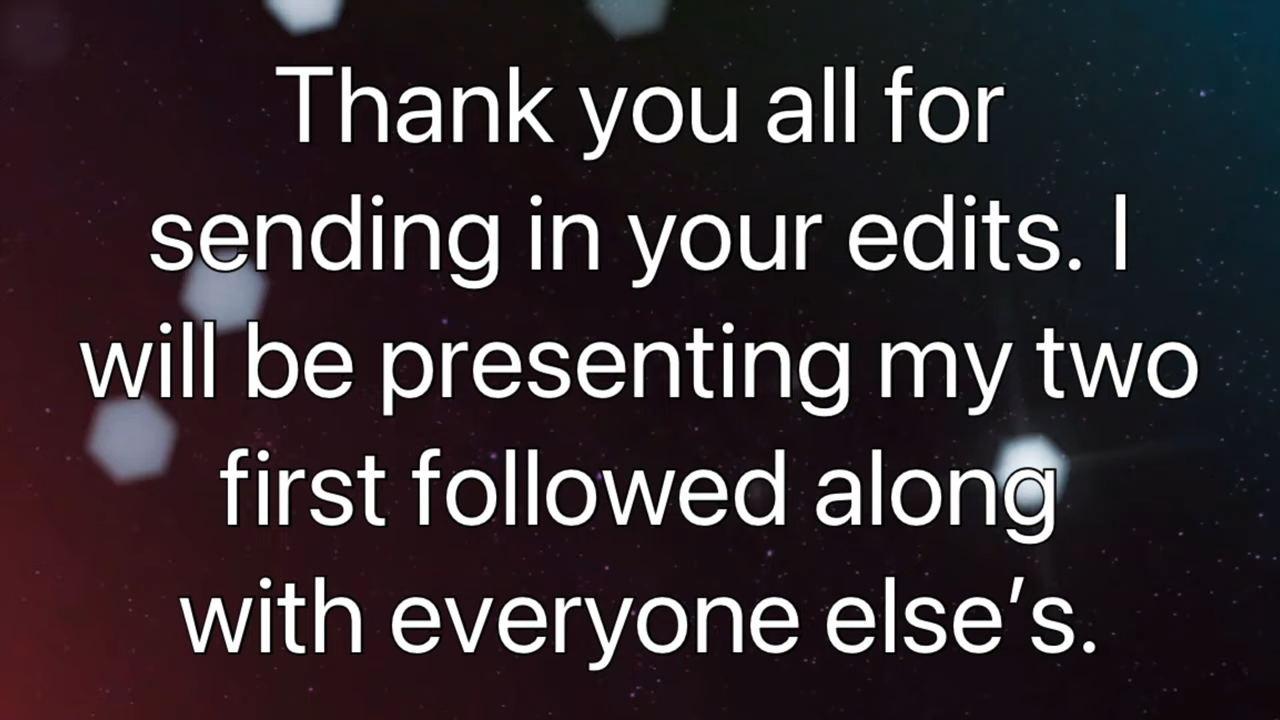 Thank you all for
sending in your edits. I
will be presenting my two
first followed along
with everyone else’s.